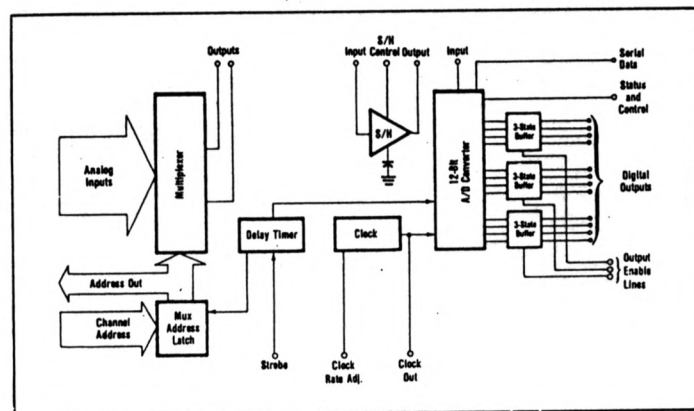 Outputs
S/H
Input Control Output
Input
Serial
Data
Status
and
Control
Analog
Inputs
Multiplexer
S/H
12-Bit
A/D Converter
3-State
Buffer
3-State
Buffer
3-State
Buffer
Digital
Outputs
Delay Timer
Clock
Address Out
Output
Enable
Lines
Channel
Address
Mux
Address
Latch
Strobe
Clock
Rate Adj.
Clock
Out